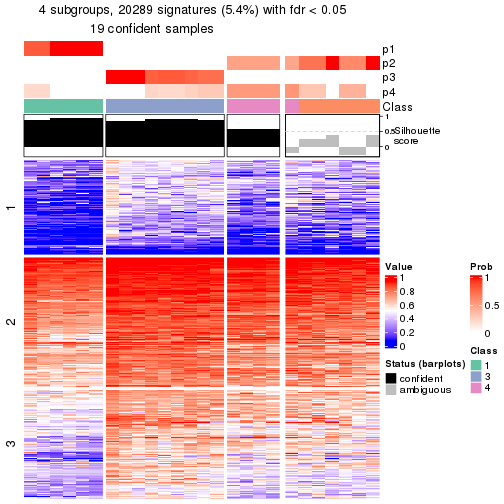 4 subgroups, 20289 signatures (5.4%) with fdr < 0.05
19 confident samples
p1
p2
p3
p4
Class
1
0.5
0
Silhouette
score
1
2
3
Value
1
0.8
0.6
0.4
0.2
0
Prob
1
0.5
0
Status (barplots)
confident
ambiguous
Class
1
3
4